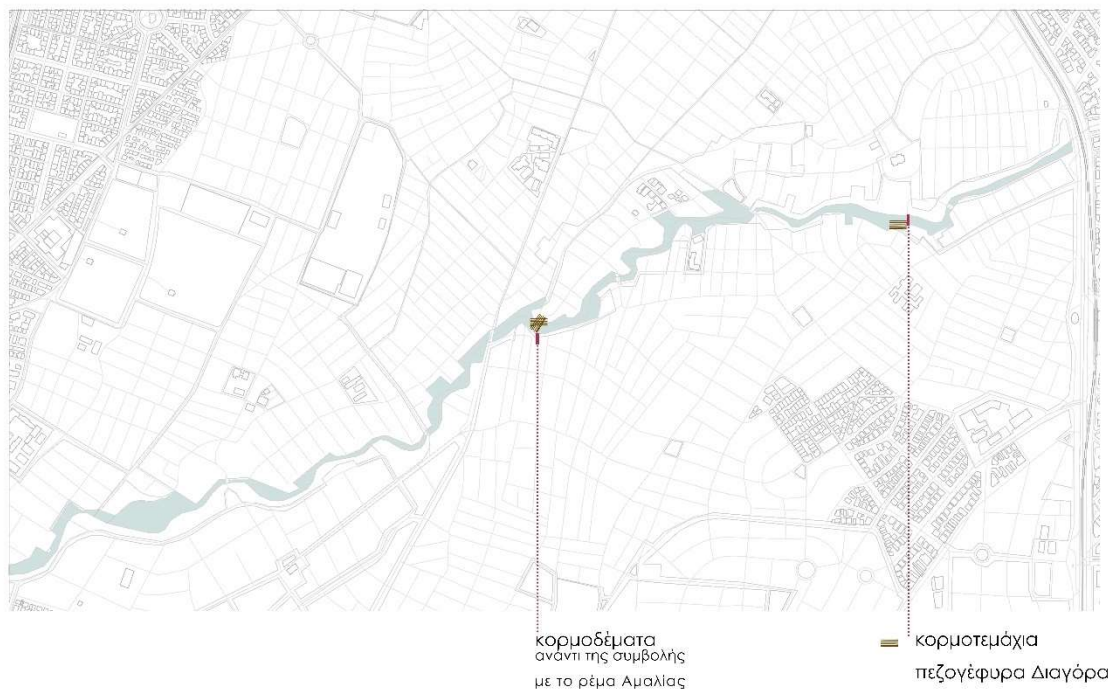 κορμοδέματα
ανάντι της συμβολής
με το ρέμα Αμαλίας
κορμοτεμάχια
πεζογέφυρα Διαγόρα